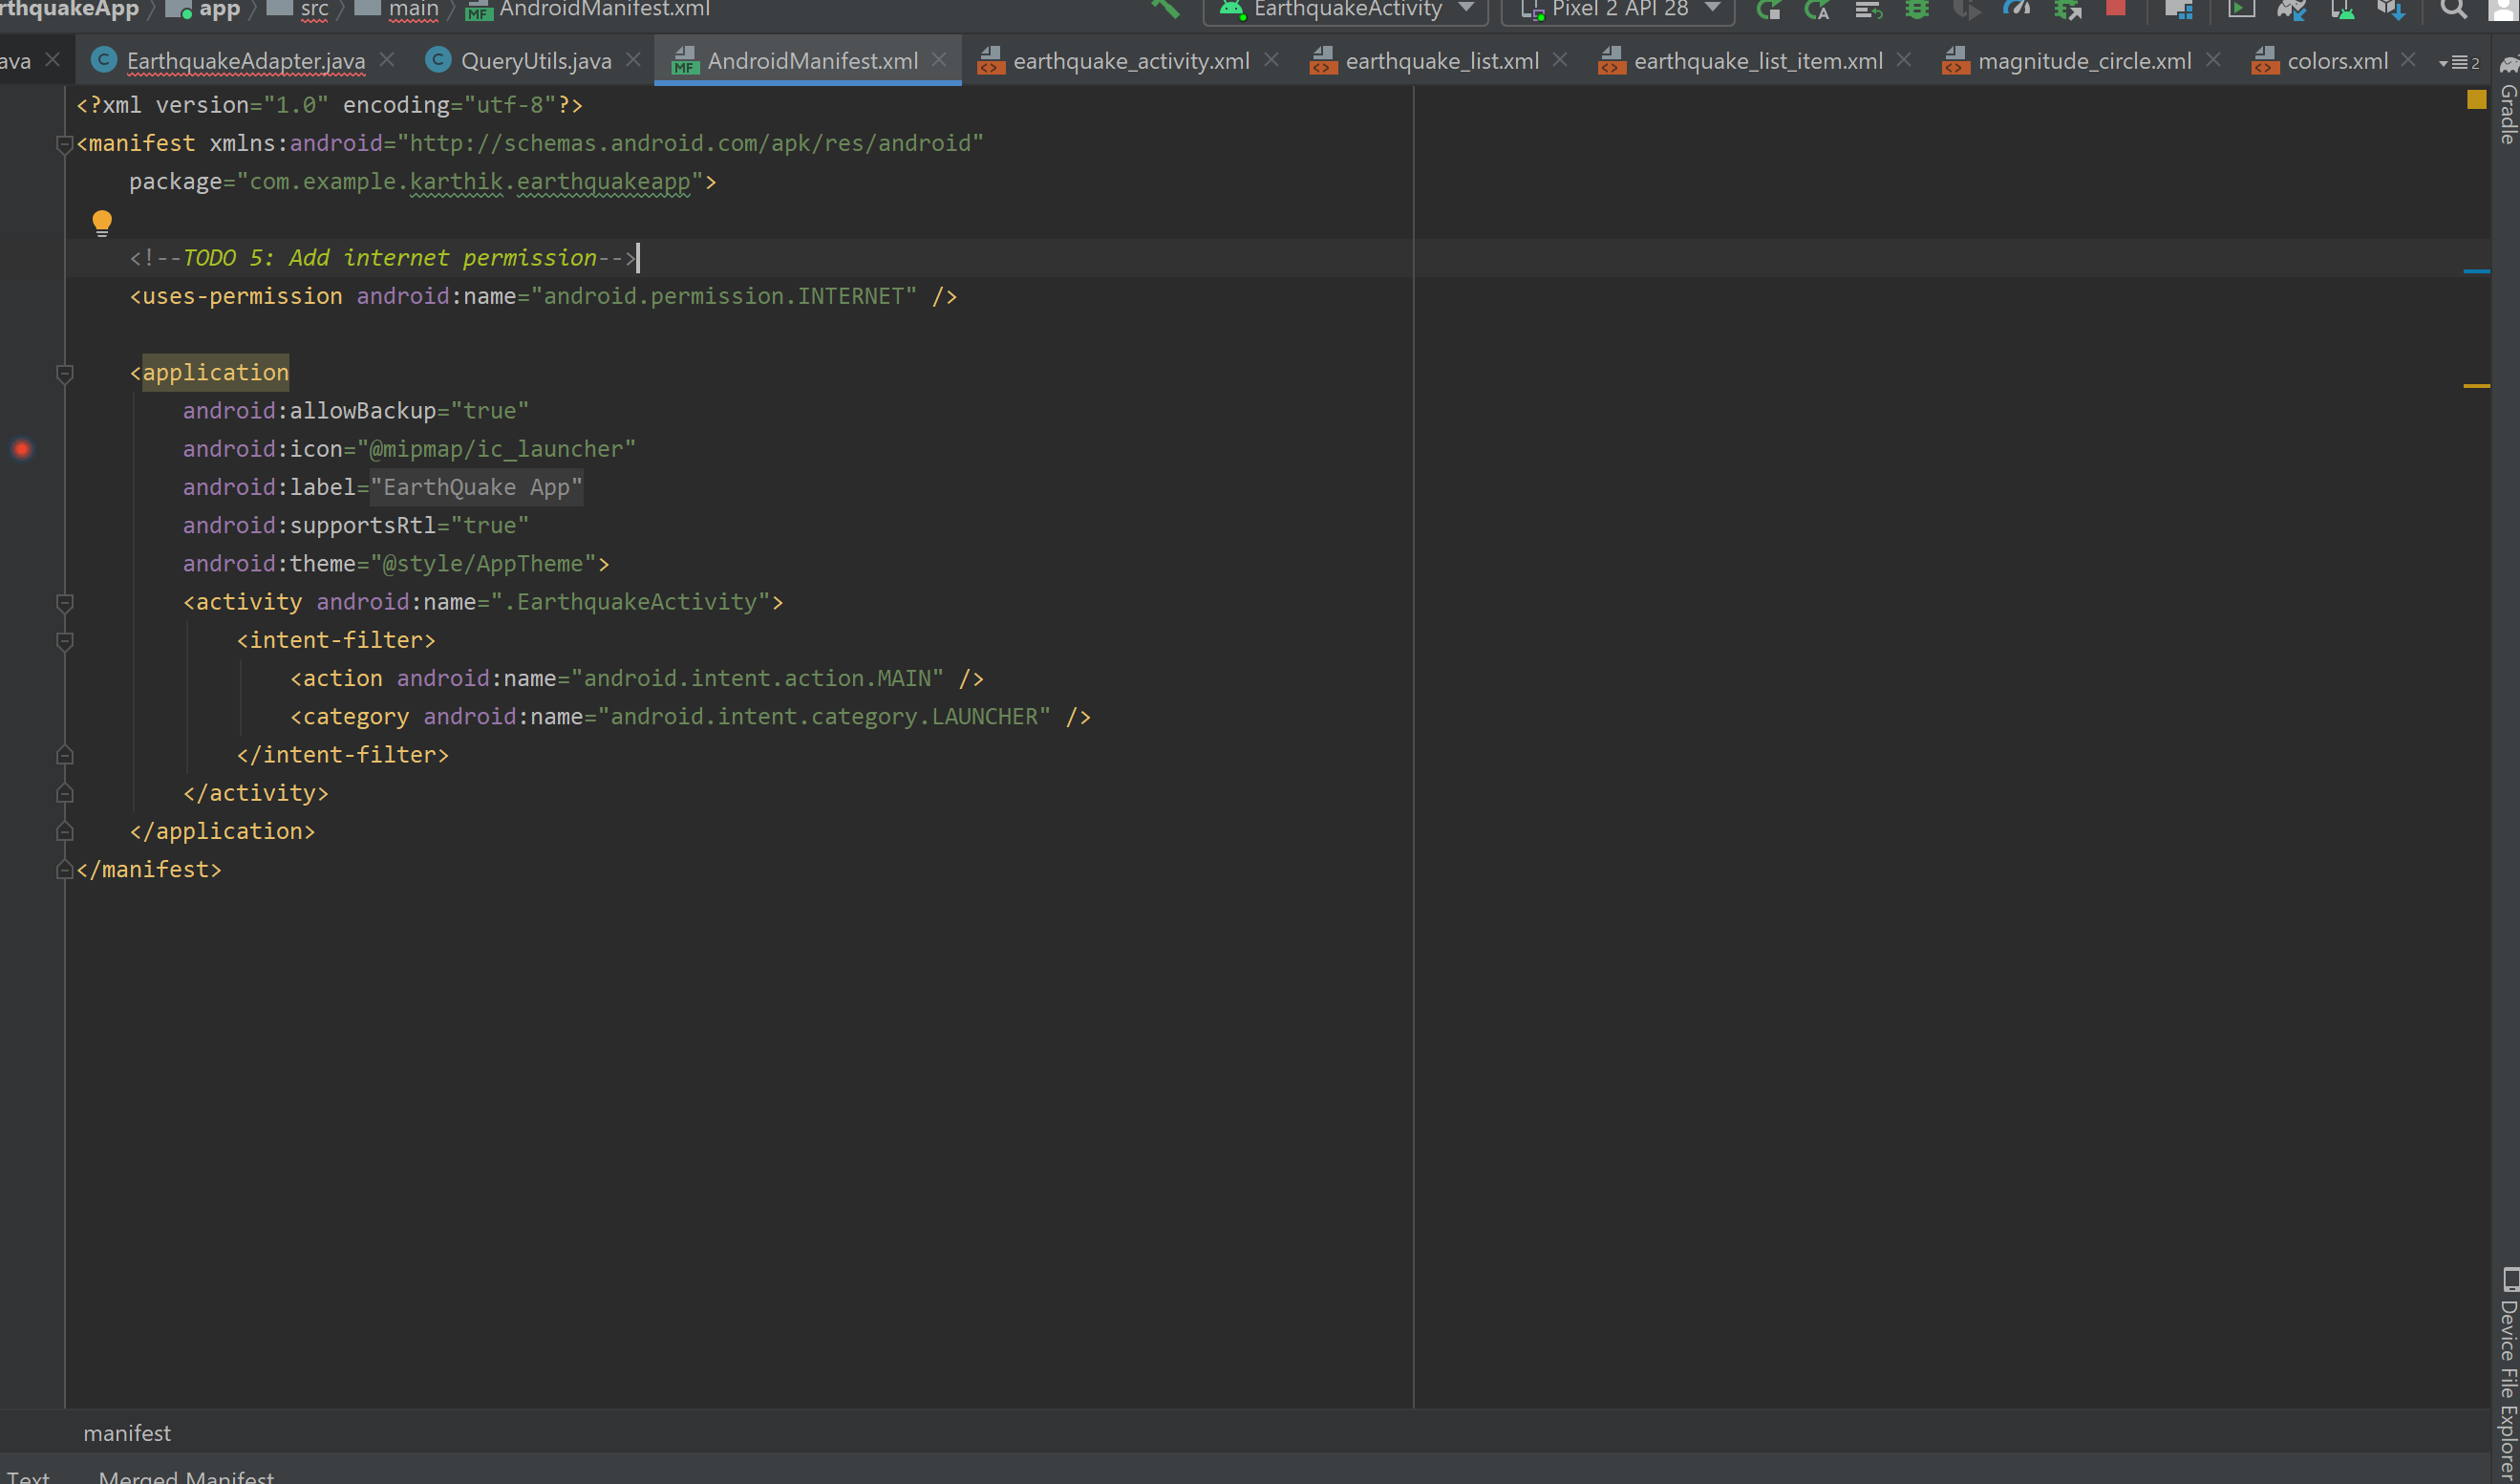 rthquakeApp app src main AndroidManifest.xml EarthquakeActivity Pixel 2 API 28
ava EarthquakeAdapter.java QueryUtils.java AndroidManifest.xml earthquake_activity.xml earthquake_list.xml earthquake_list_item.xml magnitude_circle.xml colors.xml 2
<?xml version="1.0" encoding="utf-8"?>
<manifest xmlns:android="http://schemas.android.com/apk/res/android"
package="com.example.karthik.earthquakeapp">
<!--TODO 5: Add internet permission-->
<uses-permission android:name="android.permission.INTERNET" />
<application
android:allowBackup="true"
android:icon="@mipmap/ic_launcher"
android:label="EarthQuake App"
android:supportsRtl="true"
android:theme="@style/AppTheme">
<activity android:name=".EarthquakeActivity">
<intent-filter>
<action android:name="android.intent.action.MAIN" />
<category android:name="android.intent.category.LAUNCHER" />
</intent-filter>
</activity>
</application>
</manifest>
manifest
Text Merged Manifest
Gradle
Device File Explorer